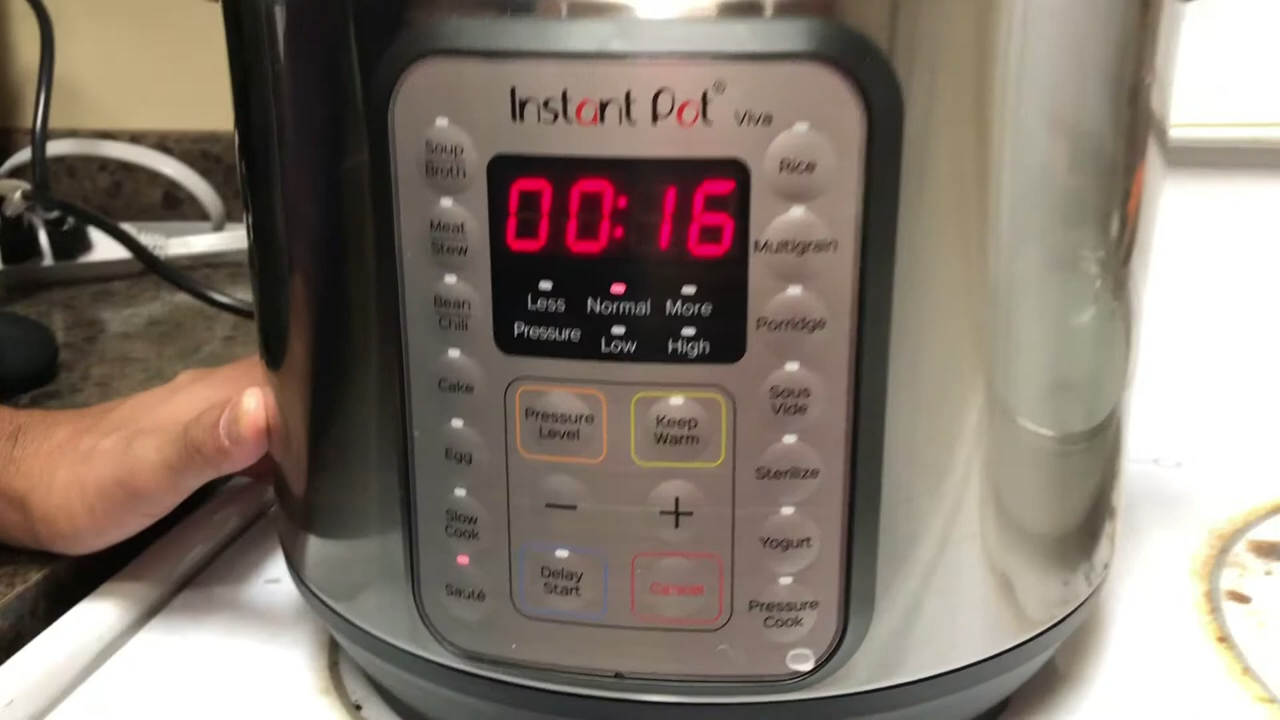 Instant Pot® Viva
00:16
Less Normal More
Pressure Low High
Soup
Broth
Meat
Stew
Bean
Chili
Cake
Egg
Slow
Cook
Sauté
Pressure
Level
Keep
Warm
−
+
Delay
Start
Cancel
Rice
Multigrain
Porridge
Sous
Vide
Sterilize
Yogurt
Pressure
Cook